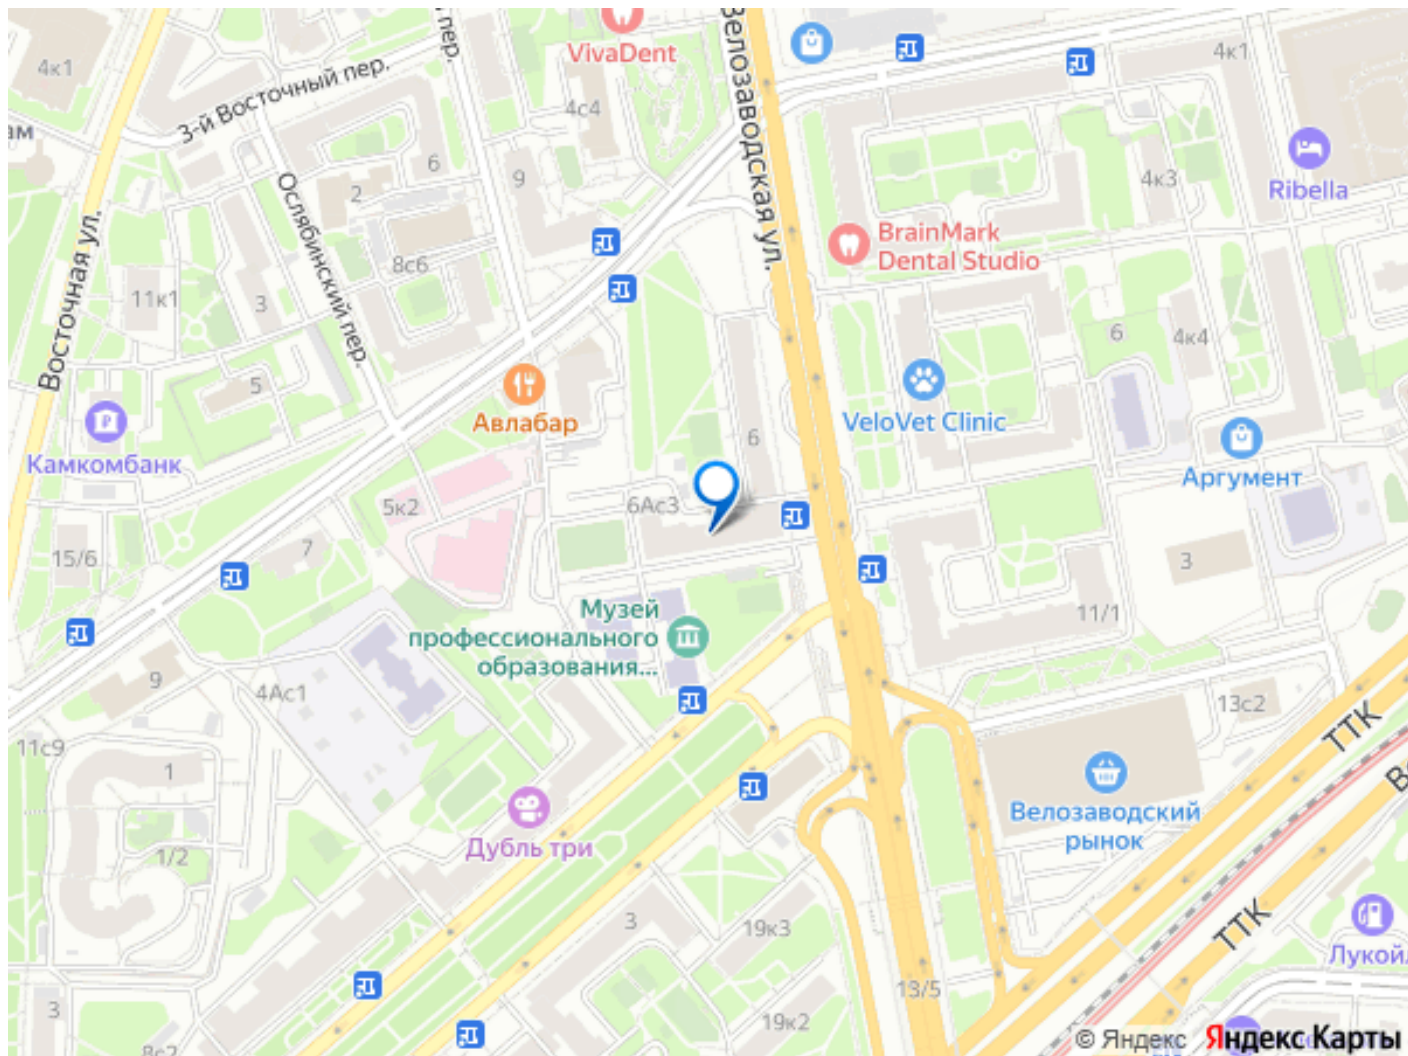 пер.
VivaDent
4к1
3-й Восточный пер.
4с4
4к1
Велозаводская ул.
6
9
2
4к3
Ribella
BrainMark
Dental Studio
Ослябинский пер.
8с6
11к1
3
Восточная ул.
6
4к4
5
Авлабар
VeloVet Clinic
6
Камкомбанк
Аргумент
5к2
6Ас3
15/6
7
3
Музей
профессионального
образования...
11/1
9
4Ас1
13с2
ТТК
11с9
1
Велозаводский
рынок
Дубль три
1/2
3
19к3
ТТК
Лукойл
13/5
3
19к2
8с2
© Яндекс Яндекс Карты